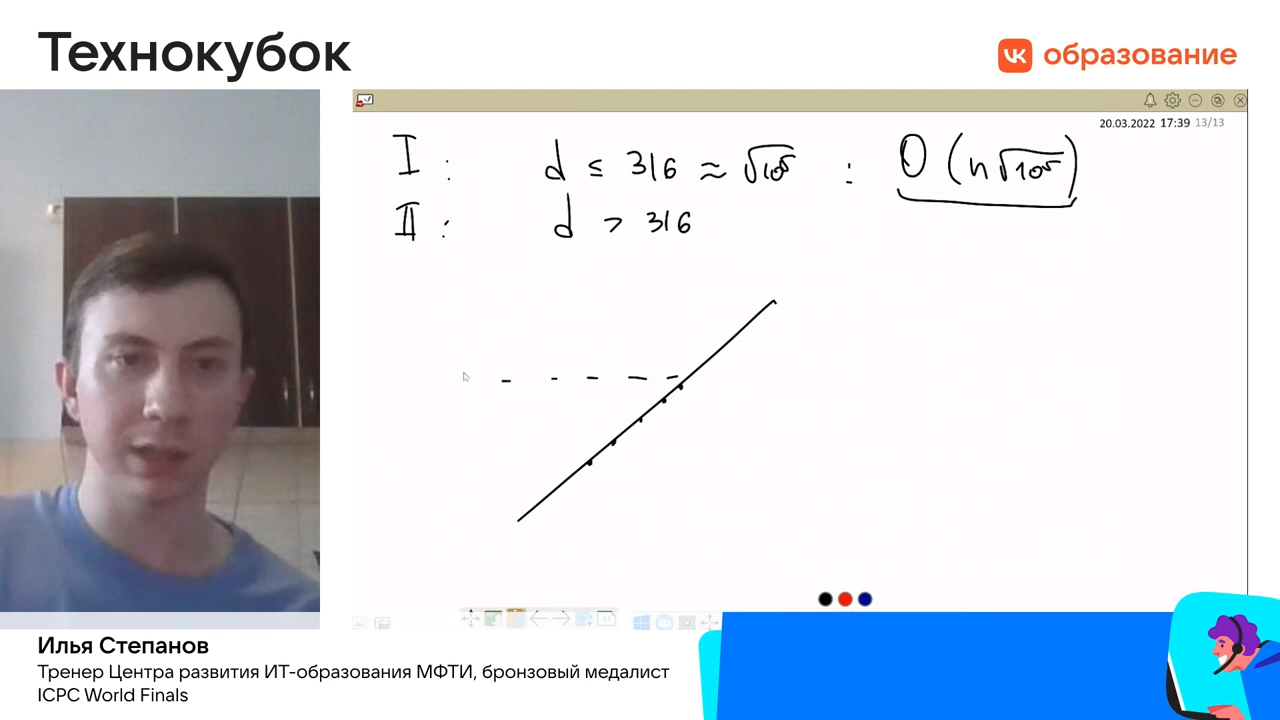 Технокубок
VK образование
20.03.2022 17:39 13/13
I : d ≤ 316 ≈ √10⁵ : O(n√10⁵)
II : d > 316
Илья Степанов
Тренер Центра развития ИТ-образования МФТИ, бронзовый медалист
ICPC World Finals